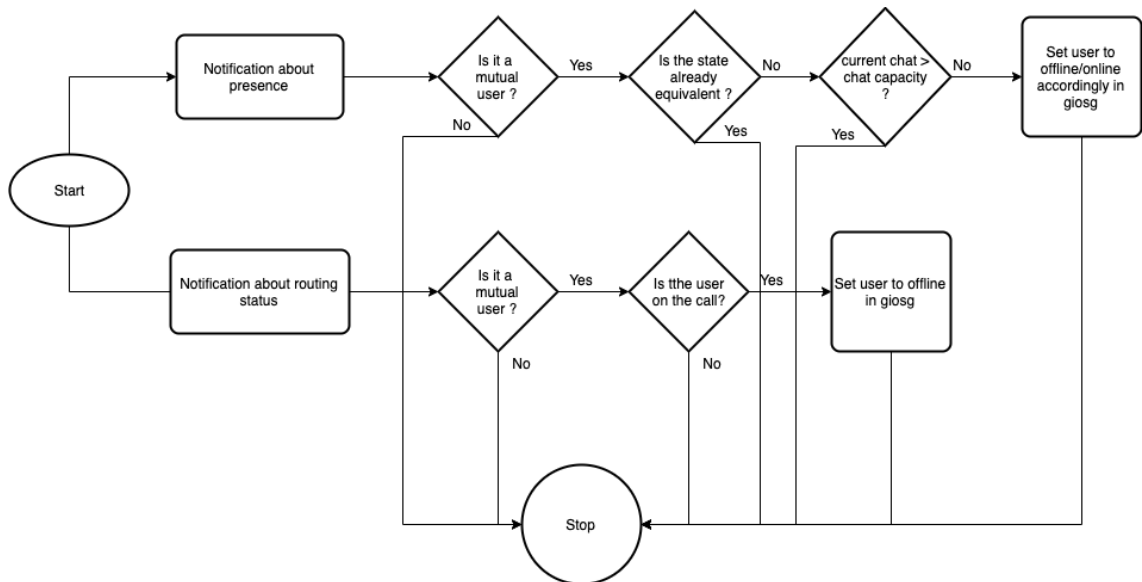 Notification about
presence
Is it a
mutual
user ?
Yes
No
Is the state
already
equivalent ?
No
Yes
current chat >
chat capacity
?
No
Yes
Set user to
offline/online
accordingly in
giosg
Start
Notification about routing
status
Is it a
mutual
user ?
Yes
No
Is tthe user
on the call?
Yes
No
Set user to offline
in giosg
Stop